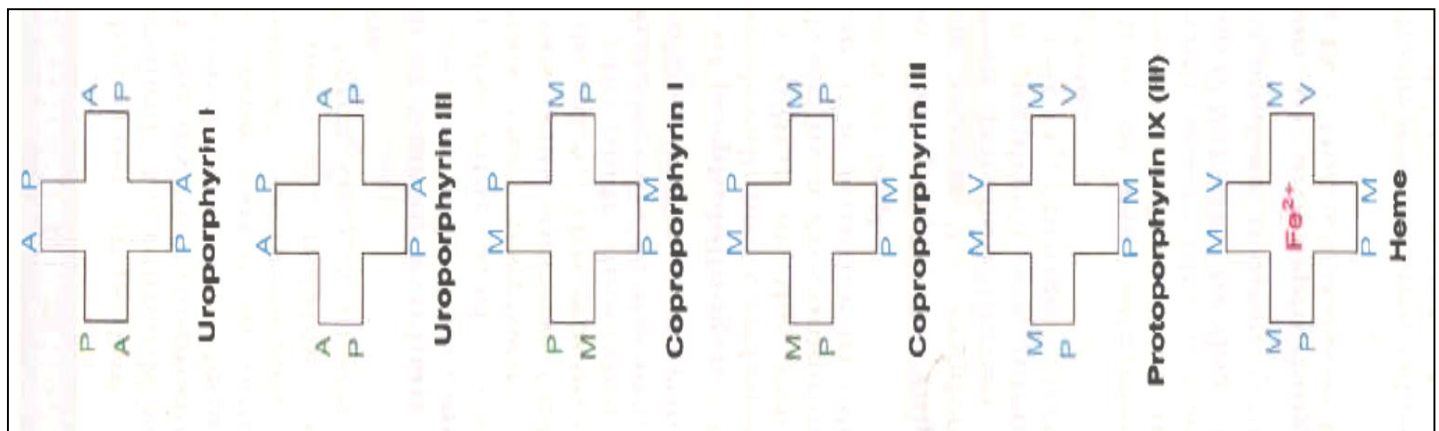 A P
P A
A P
P A
Uroporphyrin I
A P
A A
P P
P A
Uroporphyrin III
M P
P M
M P
P M
Coproporphyrin I
M P
M M
P P
P M
Coproporphyrin III
M V
M M
P V
P M
Protoporphyrin IX (III)
M V
M M
Fe²⁺
P V
P M
Heme